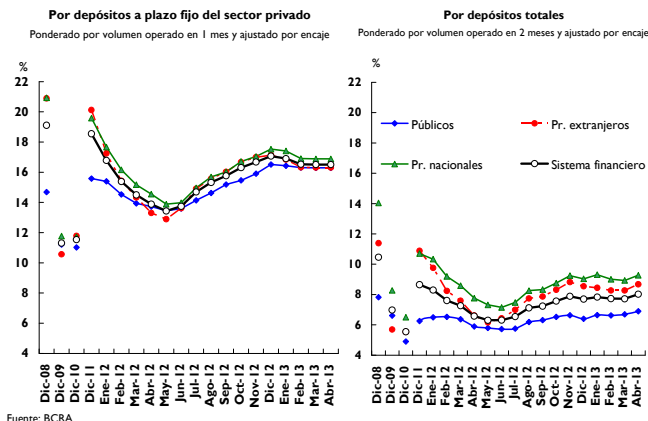 Por depósitos a plazo fijo del sector privado
Ponderado por volumen operado en 1 mes y ajustado por encaje
%
22
20
18
16
14
12
10
8
6
4
Dic-08
Dic-09
Dic-10
Dic-11
Ene-12
Feb-12
Mar-12
Abr-12
May-12
Jun-12
Jul-12
Ago-12
Sep-12
Oct-12
Nov-12
Dic-12
Ene-13
Feb-13
Mar-13
Abr-13
Por depósitos totales
Ponderado por volumen operado en 2 meses y ajustado por encaje
%
22
20
18
16
14
12
10
8
6
4
Públicos
Pr. extranjeros
Pr. nacionales
Sistema financiero
Dic-08
Dic-09
Dic-10
Dic-11
Ene-12
Feb-12
Mar-12
Abr-12
May-12
Jun-12
Jul-12
Ago-12
Sep-12
Oct-12
Nov-12
Dic-12
Ene-13
Feb-13
Mar-13
Abr-13
Fuente: BCRA